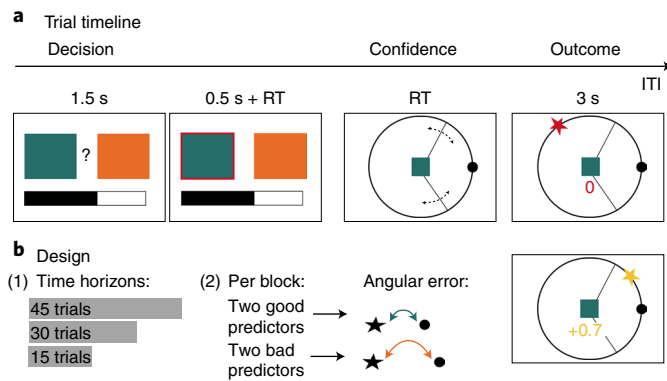 a
Trial timeline
Decision
Confidence
Outcome
ITI
1.5 s
0.5 s + RT
RT
3 s
?
0
b
Design
(1) Time horizons:
45 trials
30 trials
15 trials
(2) Per block:
Two good
predictors
Two bad
predictors
Angular error:
+0.7